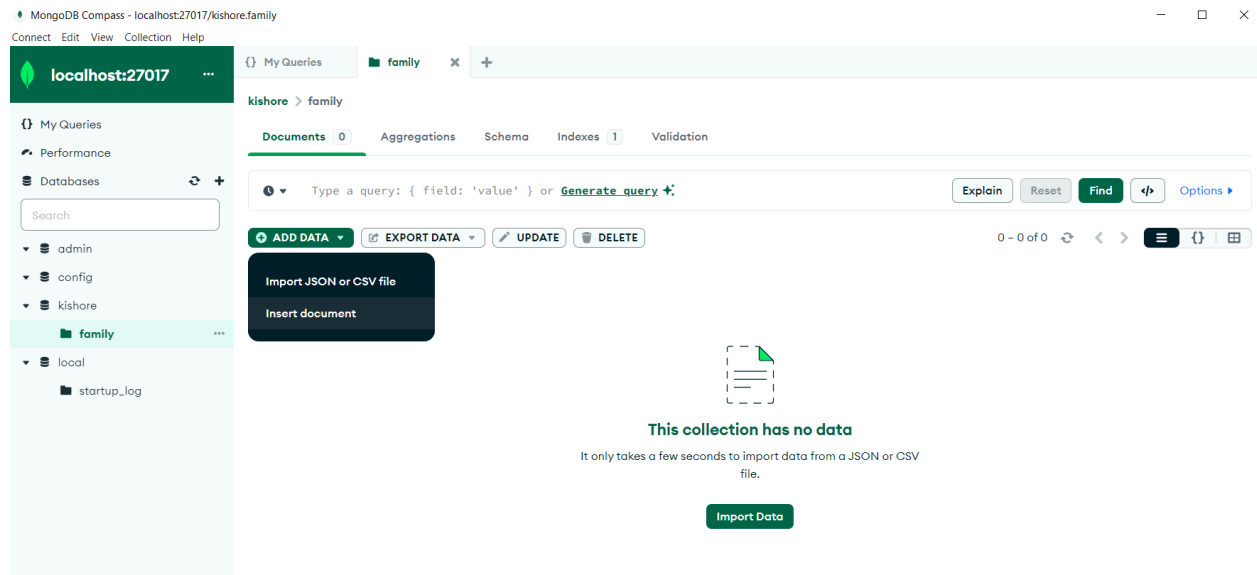 MongoDB Compass - localhost:27017/kishore.family
Connect Edit View Collection Help
localhost:27017 ...
{} My Queries
family
kishore > family
{} My Queries
Performance
Databases
Search
admin
config
kishore
family ...
local
startup_log
Documents 0 Aggregations Schema Indexes 1 Validation
Type a query: { field: 'value' } or Generate query
Explain Reset Find </> Options
ADD DATA EXPORT DATA UPDATE DELETE
0 – 0 of 0 {}
Import JSON or CSV file
Insert document
This collection has no data
It only takes a few seconds to import data from a JSON or CSV
file.
Import Data